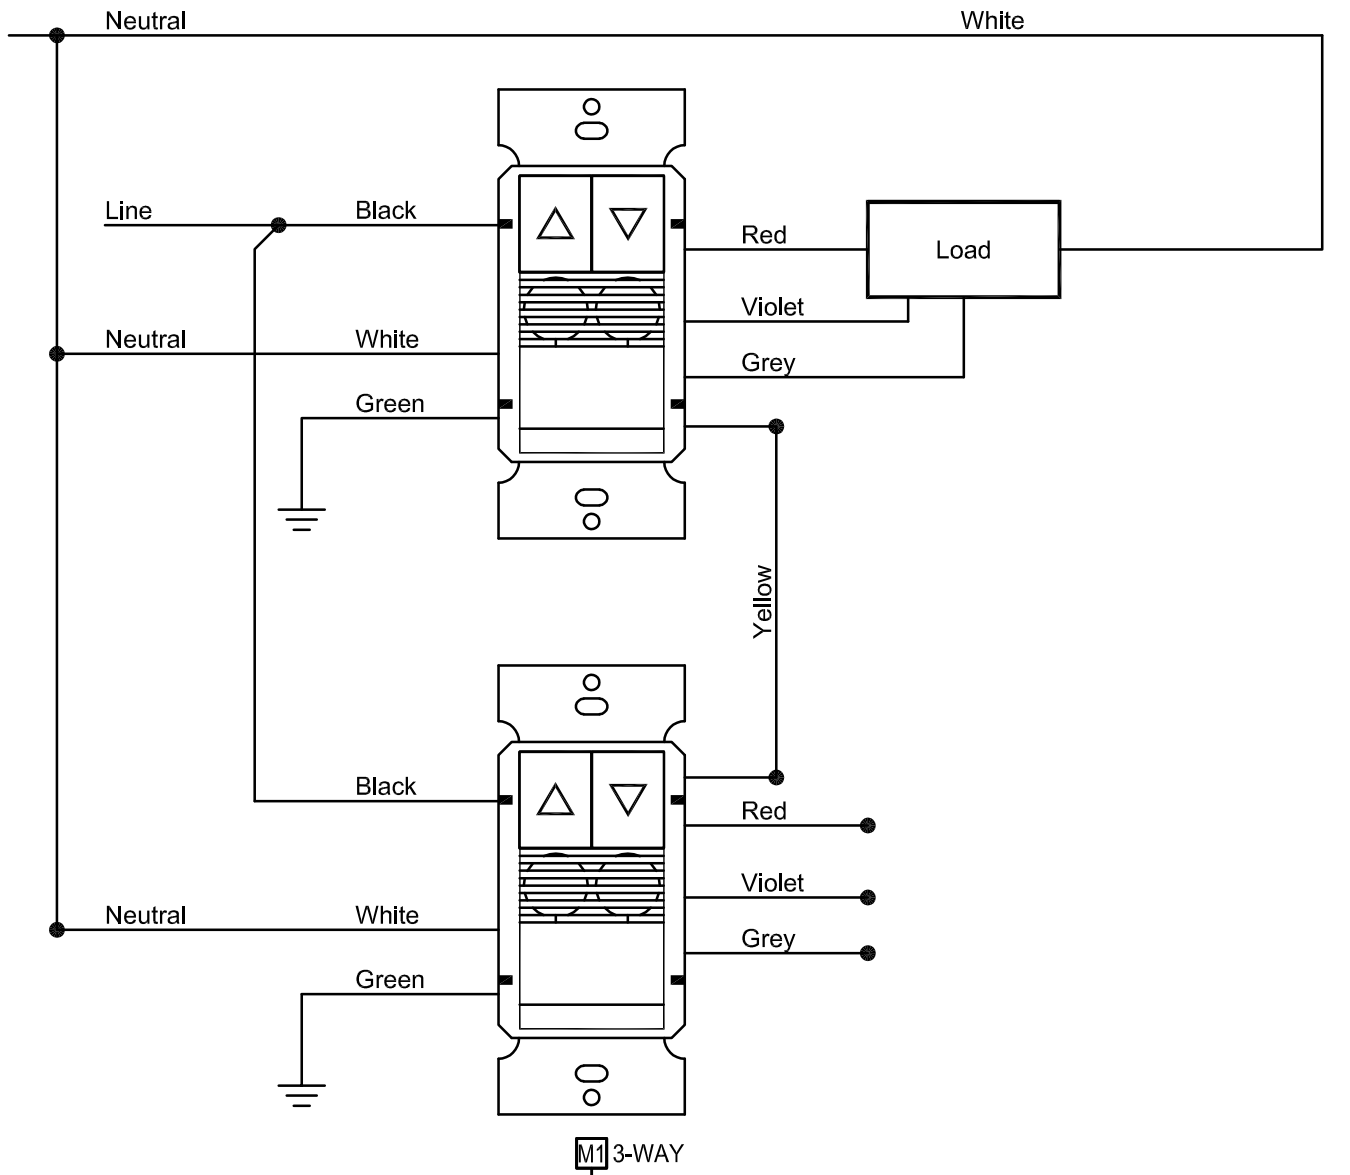 Neutral
White
Line
Black
Red
Load
Violet
Neutral
White
Grey
Green
Yellow
Black
Red
Violet
Neutral
White
Grey
Green
M1 3-WAY